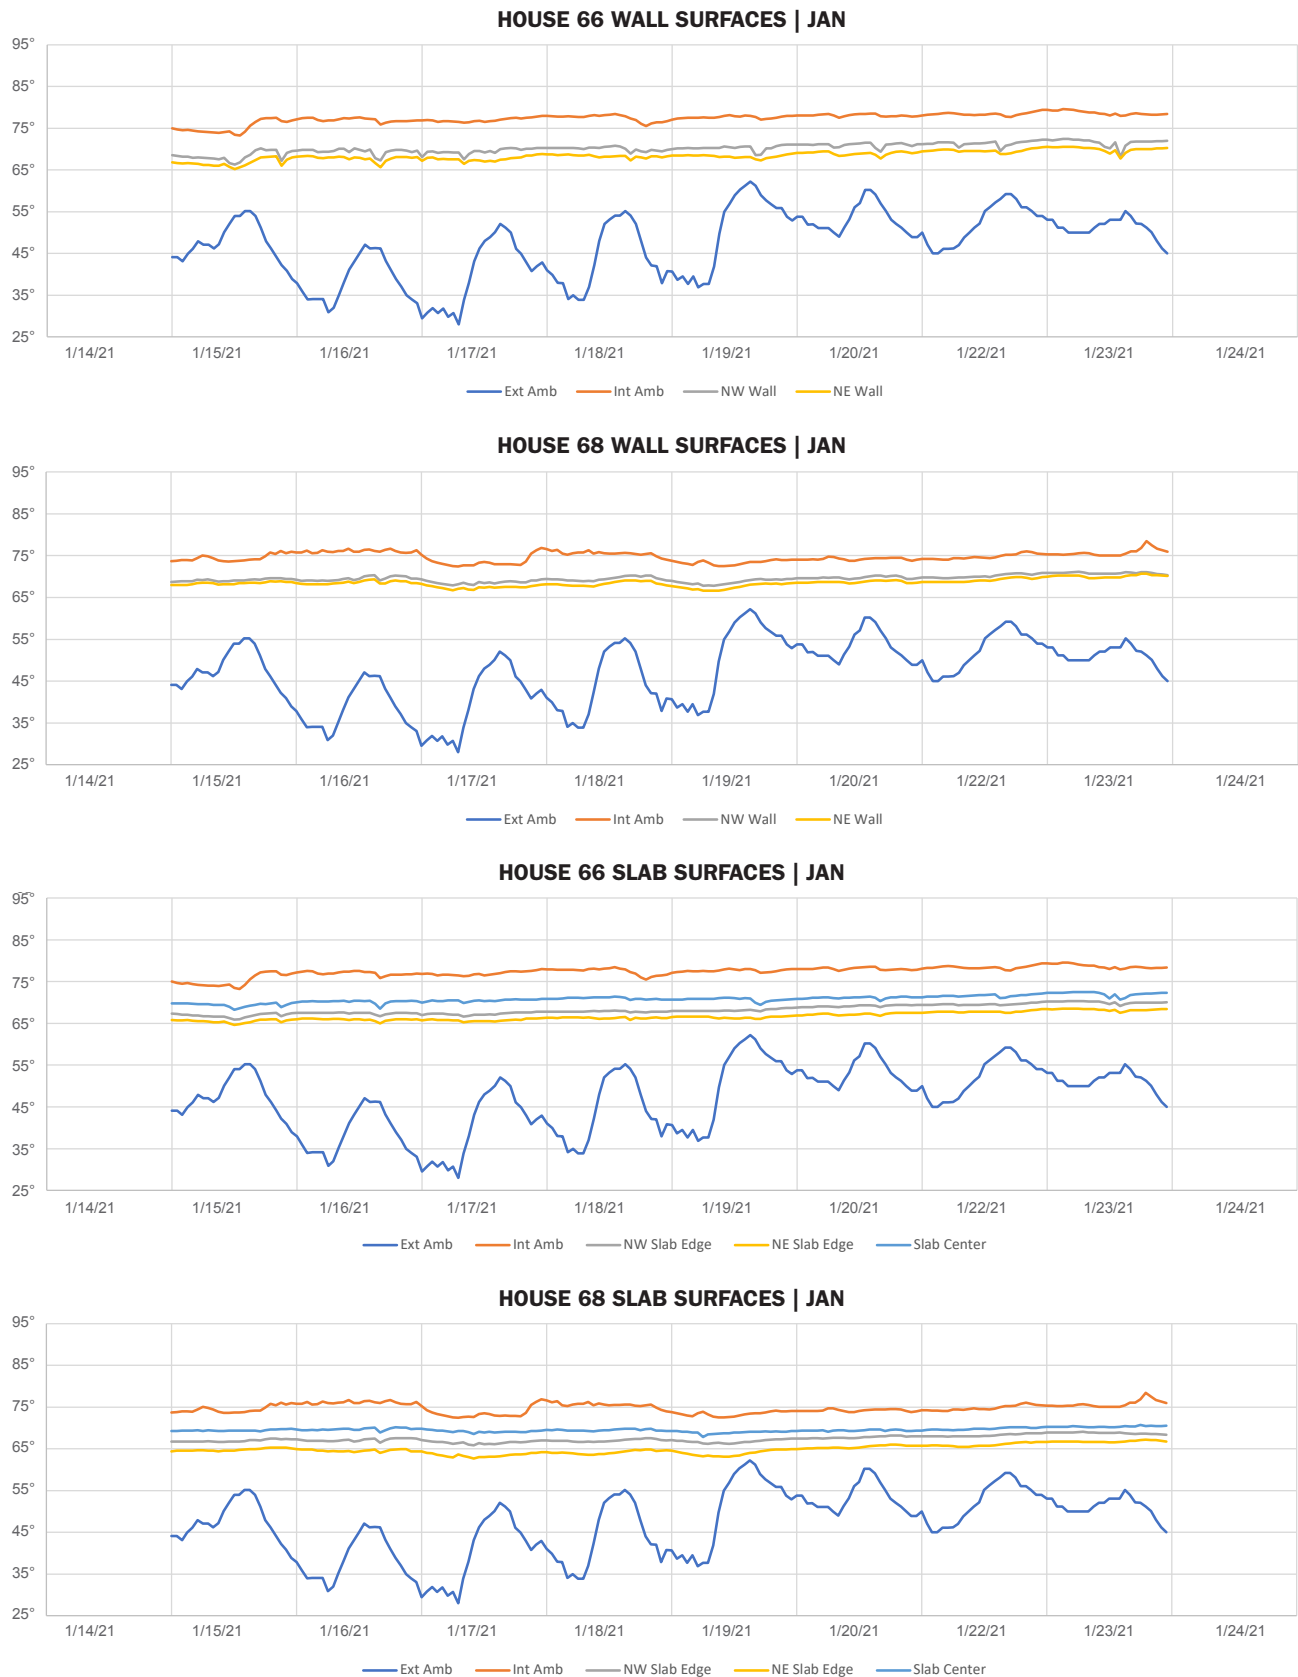 HOUSE 66 WALL SURFACES | JAN
95°
85°
75°
65°
55°
45°
35°
25°
1/14/21 1/15/21 1/16/21 1/17/21 1/18/21 1/19/21 1/20/21 1/22/21 1/23/21 1/24/21
Ext Amb Int Amb NW Wall NE Wall
HOUSE 68 WALL SURFACES | JAN
95°
85°
75°
65°
55°
45°
35°
25°
1/14/21 1/15/21 1/16/21 1/17/21 1/18/21 1/19/21 1/20/21 1/22/21 1/23/21 1/24/21
Ext Amb Int Amb NW Wall NE Wall
HOUSE 66 SLAB SURFACES | JAN
95°
85°
75°
65°
55°
45°
35°
25°
1/14/21 1/15/21 1/16/21 1/17/21 1/18/21 1/19/21 1/20/21 1/22/21 1/23/21 1/24/21
Ext Amb Int Amb NW Slab Edge NE Slab Edge Slab Center
HOUSE 68 SLAB SURFACES | JAN
95°
85°
75°
65°
55°
45°
35°
25°
1/14/21 1/15/21 1/16/21 1/17/21 1/18/21 1/19/21 1/20/21 1/22/21 1/23/21 1/24/21
Ext Amb Int Amb NW Slab Edge NE Slab Edge Slab Center